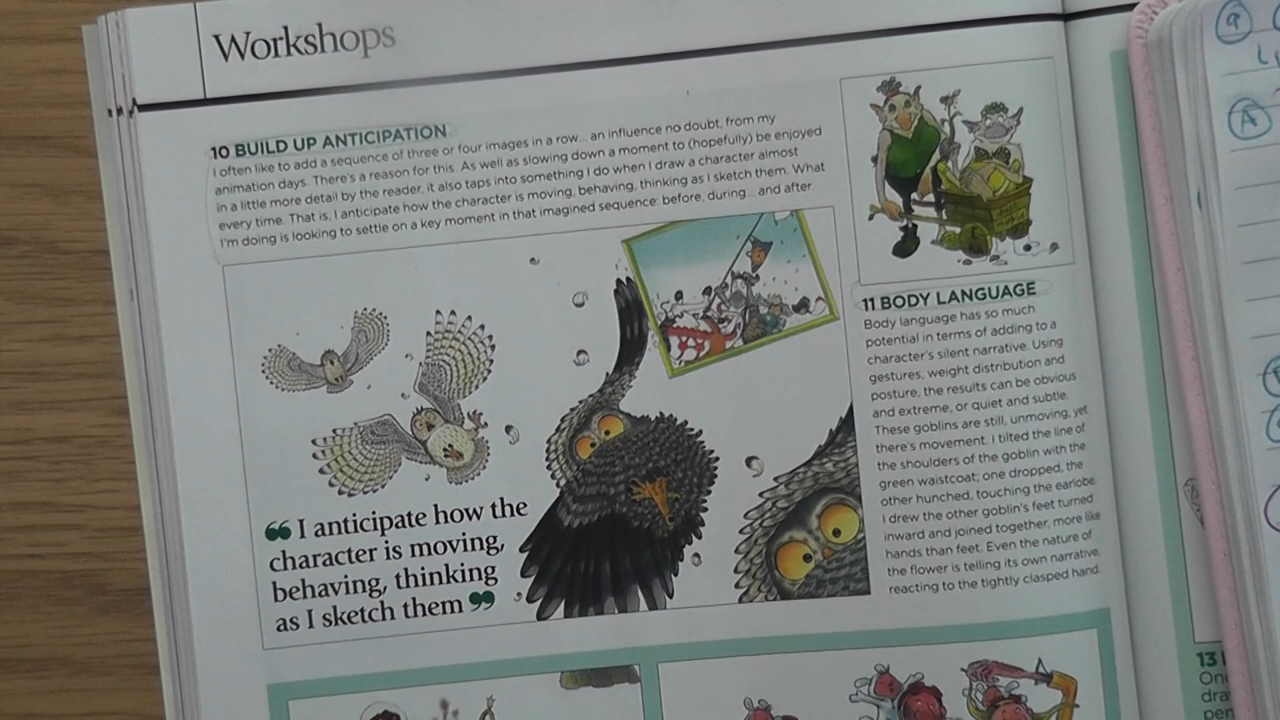 Workshops
10 BUILD UP ANTICIPATION
I often like to add a sequence of three or four images in a row... an influence no doubt, from my
animation days. There's a reason for this. As well as slowing down a moment to (hopefully) be enjoyed
in a little more detail by the reader, it also taps into something I do when I draw a character almost
every time. That is, I anticipate how the character is moving, behaving, thinking as I sketch them. What
I'm doing is looking to settle on a key moment in that imagined sequence: before, during... and after
❝ I anticipate how the
character is moving,
behaving, thinking
as I sketch them ❞
11 BODY LANGUAGE
Body language has so much
potential in terms of adding to a
character's silent narrative. Using
gestures, weight distribution and
posture, the results can be obvious
and extreme, or quiet and subtle.
These goblins are still, unmoving, yet
there's movement. I tilted the line of
the shoulders of the goblin with the
green waistcoat; one dropped, the
other hunched, touching the earlobe.
I drew the other goblin's feet turned
inward and joined together, more like
hands than feet. Even the nature of
the flower is telling its own narrative,
reacting to the tightly clasped hand.
13
dra
pen
9
A